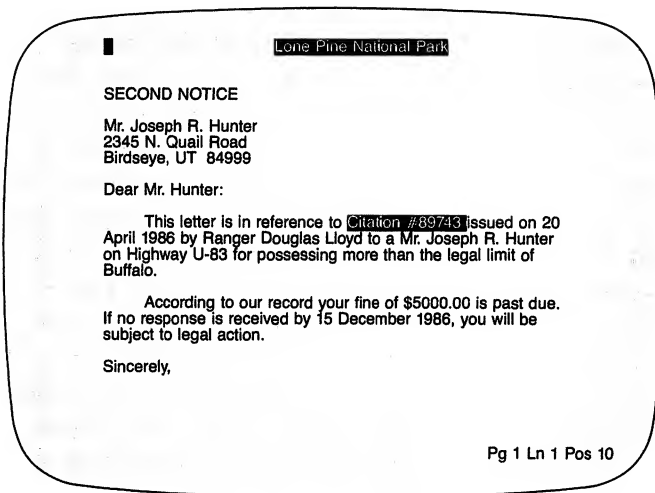 Lone Pine National Park
SECOND NOTICE
Mr. Joseph R. Hunter
2345 N. Quail Road
Birdseye, UT 84999
Dear Mr. Hunter:
This letter is in reference to Citation #89743 issued on 20
April 1986 by Ranger Douglas Lloyd to a Mr. Joseph R. Hunter
on Highway U-83 for possessing more than the legal limit of
Buffalo.
According to our record your fine of $5000.00 is past due.
If no response is received by 15 December 1986, you will be
subject to legal action.
Sincerely,
Pg 1 Ln 1 Pos 10